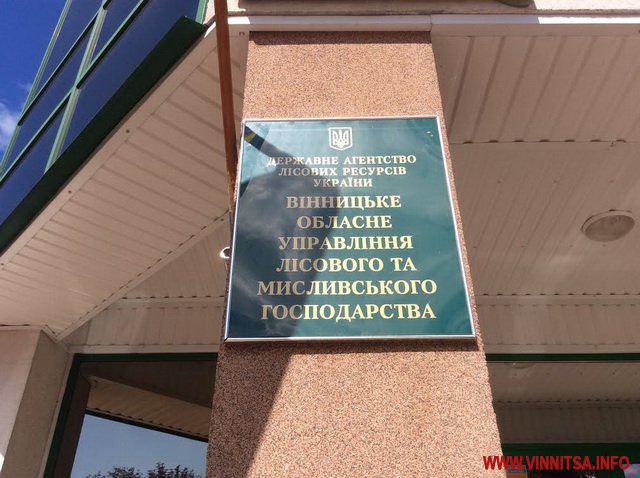 ДЕРЖАВНЕ АГЕНТСТВО
ЛІСОВИХ РЕСУРСІВ
УКРАЇНИ
ВІННИЦЬКЕ
ОБЛАСНЕ
УПРАВЛІННЯ
ЛІСОВОГО ТА
МИСЛИВСЬКОГО
ГОСПОДАРСТВА
WWW.VINNITSA.INFO